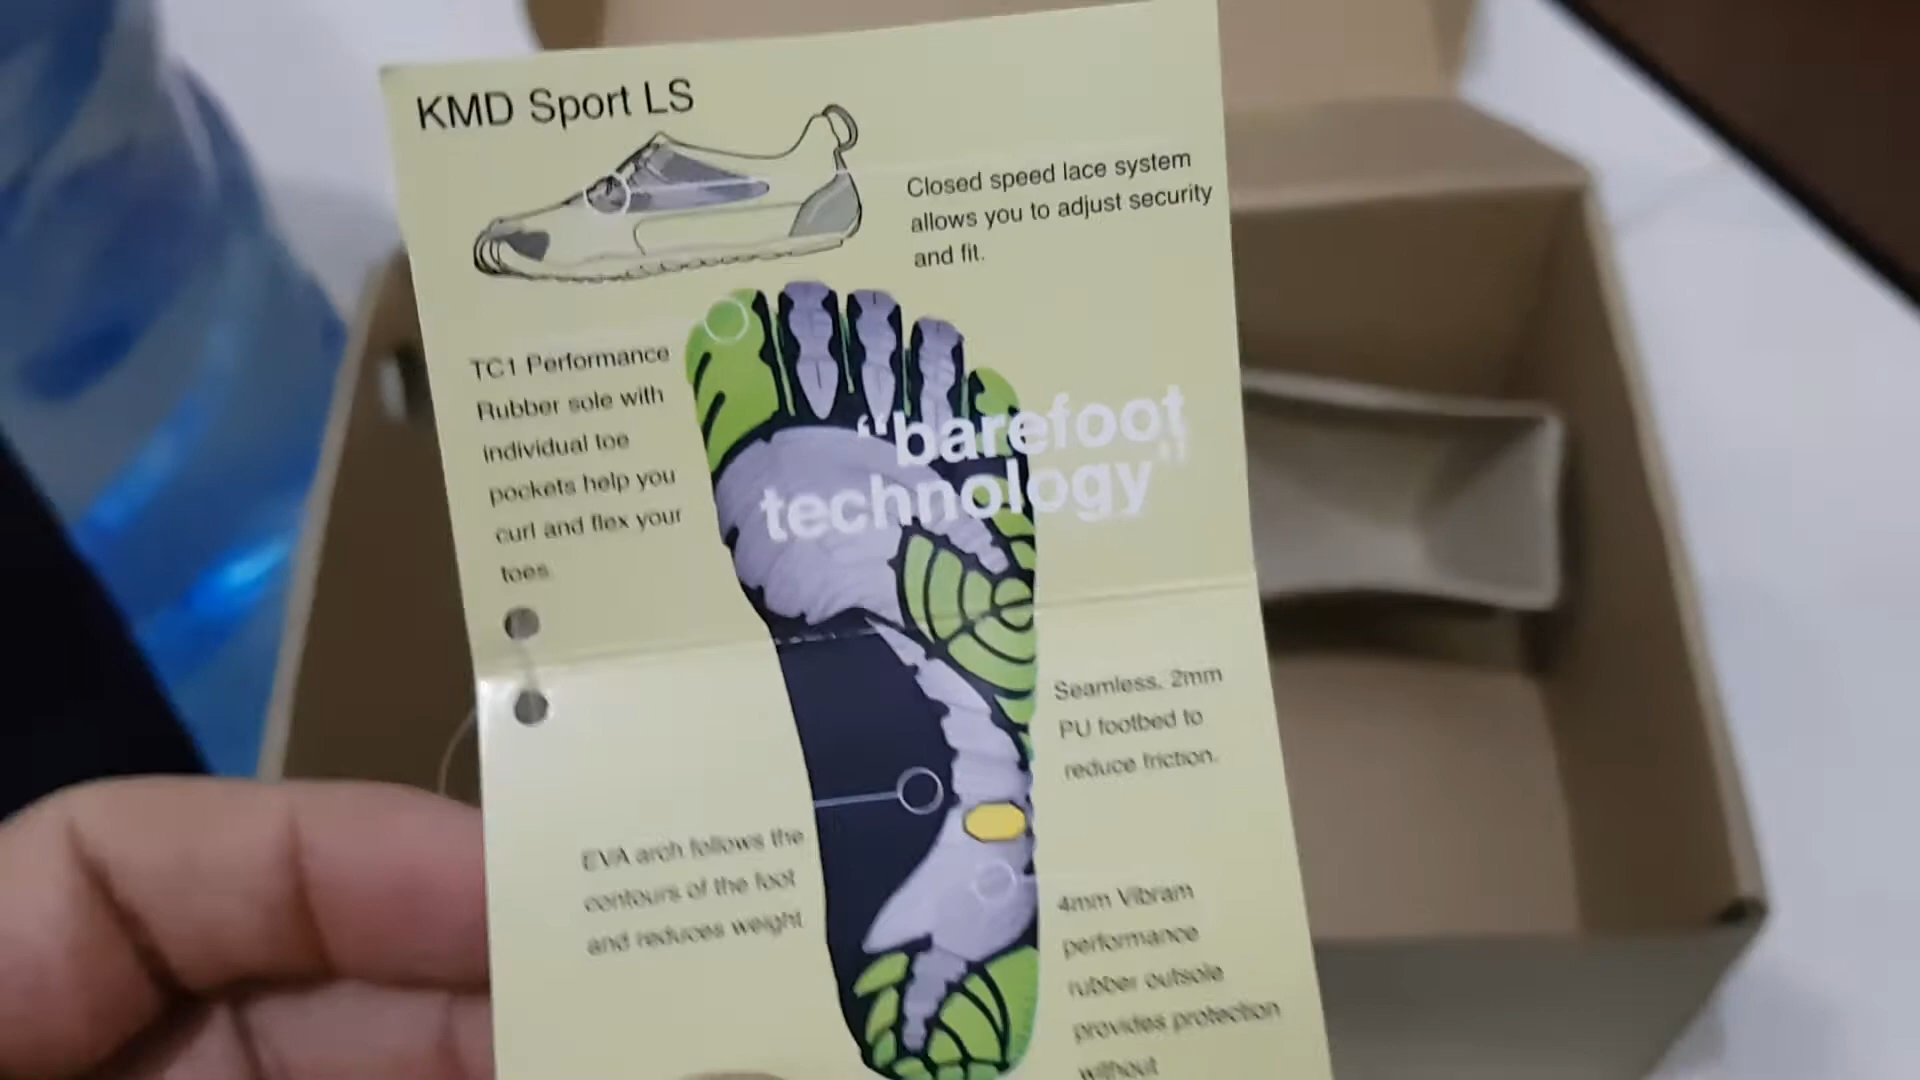 KMD Sport LS
Closed speed lace system
allows you to adjust security
and fit.
TC1 Performance
Rubber sole with
individual toe
pockets help you
curl and flex your
toes.
"barefoot
technology"
Seamless, 2mm
PU footbed to
reduce friction.
EVA arch follows the
contours of the foot
and reduces weight
4mm Vibram
performance
rubber outsole
provides protection
without